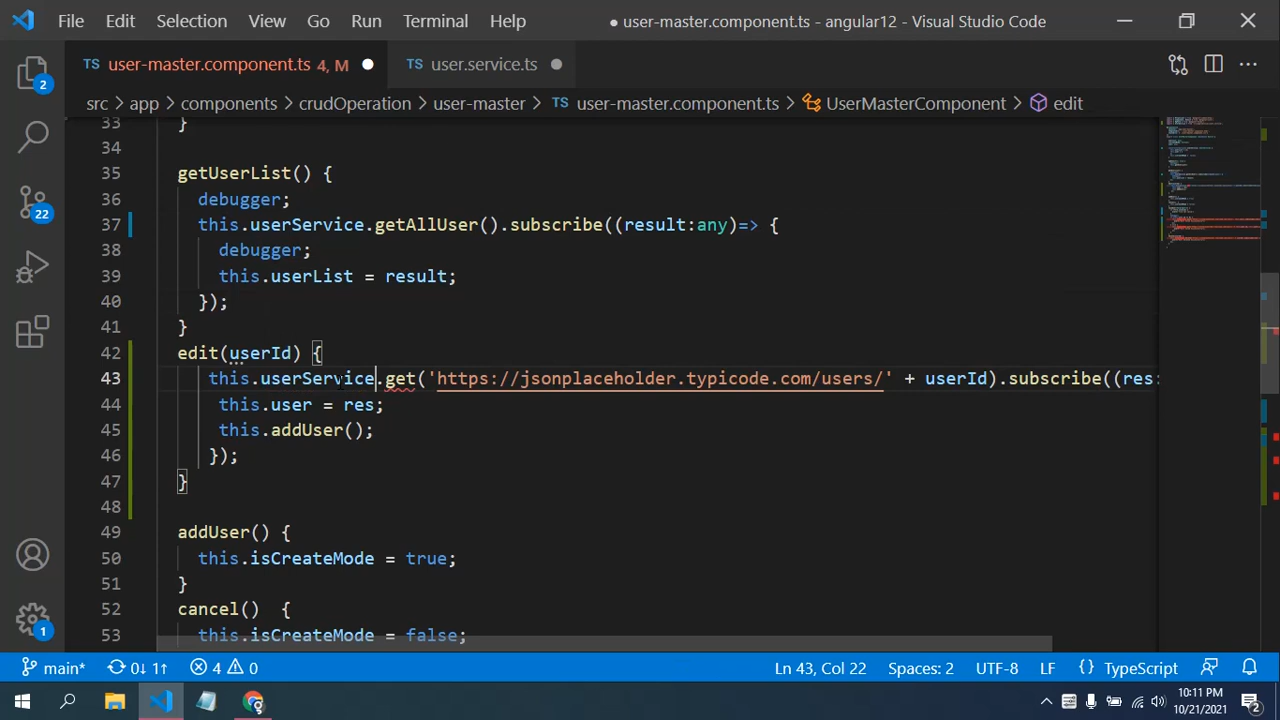 File Edit Selection View Go Run Terminal Help ● user-master.component.ts - angular12 - Visual Studio Code
TS user-master.component.ts 4, M ● TS user.service.ts ●
src > app > components > crudOperation > user-master > TS user-master.component.ts > UserMasterComponent > edit
33 }
34
35 getUserList() {
36 debugger;
37 this.userService.getAllUser().subscribe((result:any)=> {
38 debugger;
39 this.userList = result;
40 });
41 }
42 edit(userId) {
43 this.userService.get('https://jsonplaceholder.typicode.com/users/' + userId).subscribe((res:
44 this.user = res;
45 this.addUser();
46 });
47 }
48
49 addUser() {
50 this.isCreateMode = true;
51 }
52 cancel() {
53 this.isCreateMode = false;
2
22
1
main* 0↓ 1↑ 4 0 Ln 43, Col 22 Spaces: 2 UTF-8 LF {} TypeScript
10:11 PM
10/21/2021
2